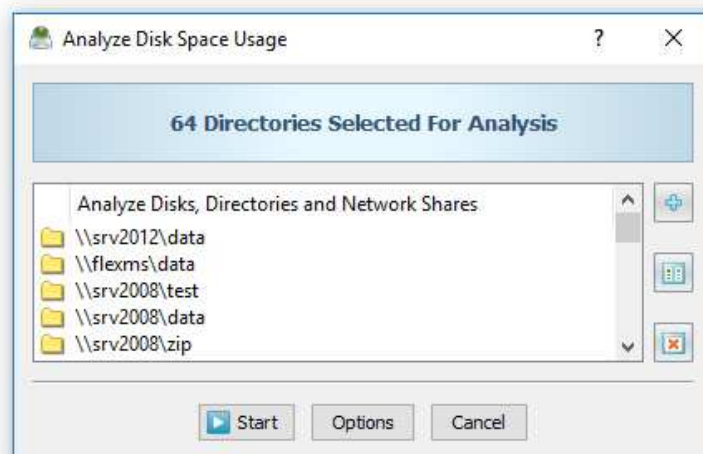 Analyze Disk Space Usage
?
64 Directories Selected For Analysis
Analyze Disks, Directories and Network Shares
\\srv2012\data
\\flexms\data
\\srv2008\test
\\srv2008\data
\\srv2008\zip
Start Options Cancel